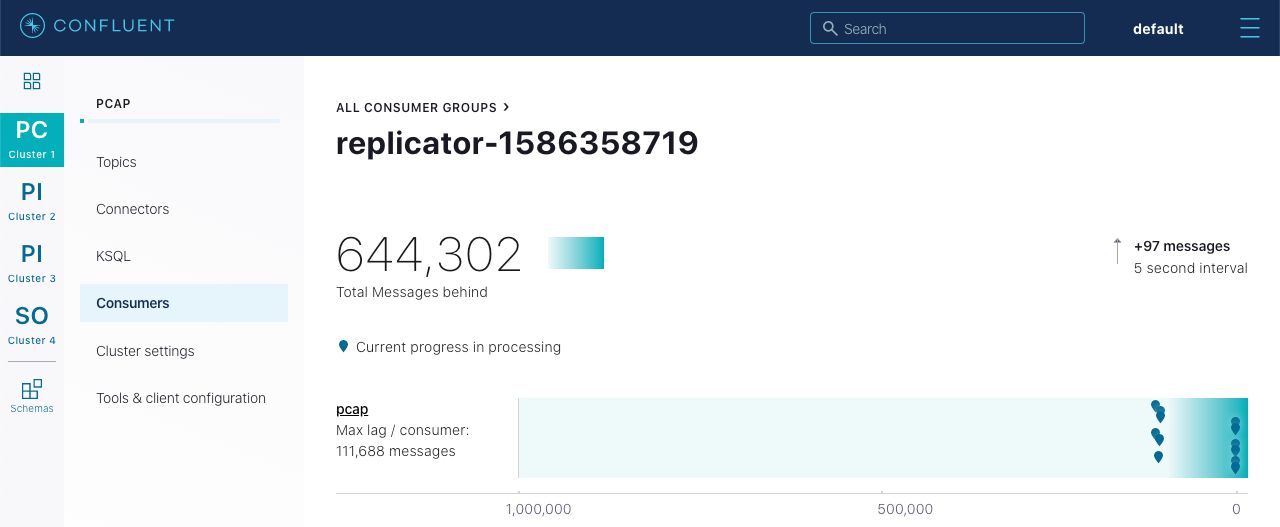 CONFLUENT
Search
default
PC
Cluster 1
PI
Cluster 2
PI
Cluster 3
SO
Cluster 4
Schemas
PCAP
Topics
Connectors
KSQL
Consumers
Cluster settings
Tools & client configuration
ALL CONSUMER GROUPS >
replicator-1586358719
644,302
Total Messages behind
+97 messages
5 second interval
Current progress in processing
pcap
Max lag / consumer:
111,688 messages
1,000,000 500,000 0